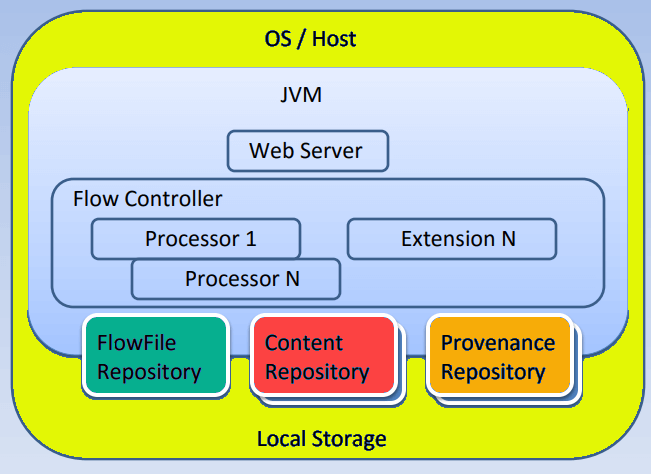 OS / Host
JVM
Web Server
Flow Controller
Processor 1
Extension N
Processor N
FlowFile
Repository
Content
Repository
Provenance
Repository
Local Storage